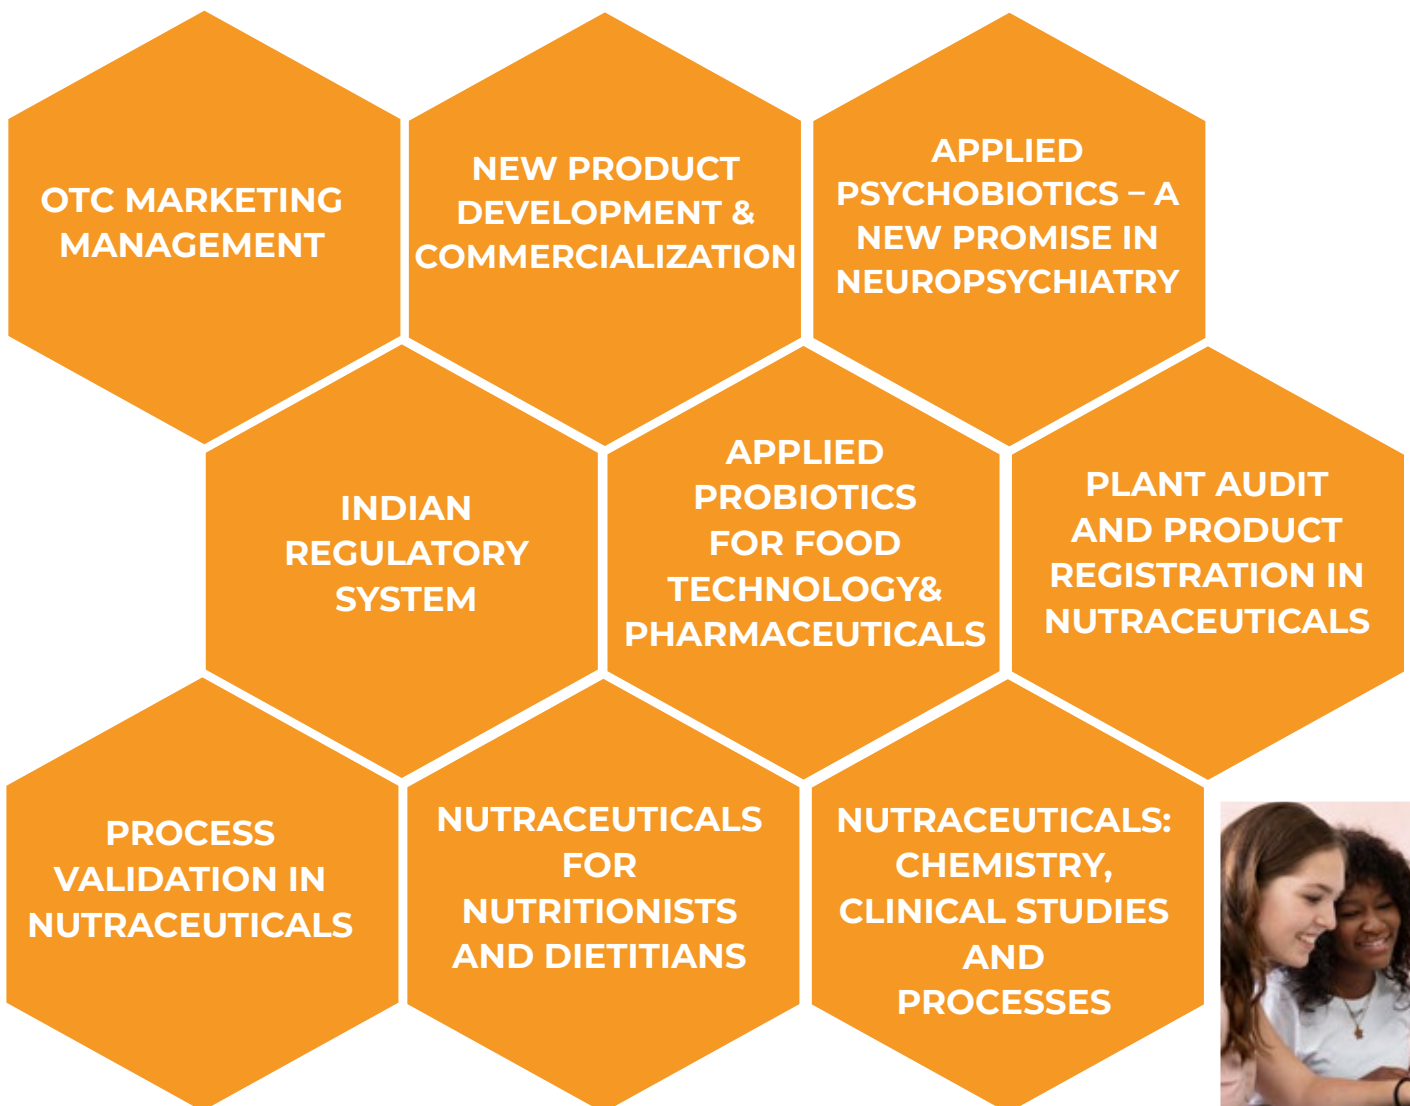 OTC MARKETING
MANAGEMENT
NEW PRODUCT
DEVELOPMENT &
COMMERCIALIZATION
APPLIED
PSYCHOBIOTICS – A
NEW PROMISE IN
NEUROPSYCHIATRY
INDIAN
REGULATORY
SYSTEM
APPLIED
PROBIOTICS
FOR FOOD
TECHNOLOGY&
PHARMACEUTICALS
PLANT AUDIT
AND PRODUCT
REGISTRATION IN
NUTRACEUTICALS
PROCESS
VALIDATION IN
NUTRACEUTICALS
NUTRACEUTICALS
FOR
NUTRITIONISTS
AND DIETITIANS
NUTRACEUTICALS:
CHEMISTRY,
CLINICAL STUDIES
AND
PROCESSES